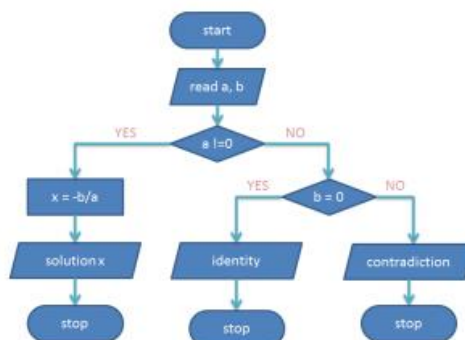 start
read a, b
YES
a !=0
NO
x = -b/a
YES
b = 0
NO
solution x
identity
contradiction
stop
stop
stop